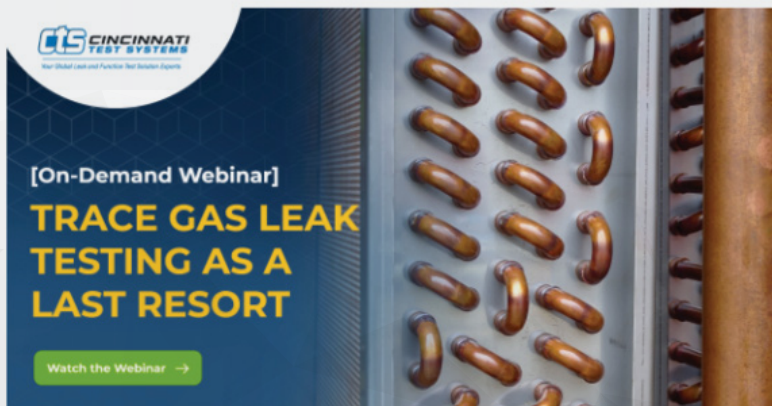 cts CINCINNATI
TEST SYSTEMS
Your Global Leak and Function Test Solution Experts
[On-Demand Webinar]
TRACE GAS LEAK
TESTING AS A
LAST RESORT
Watch the Webinar →